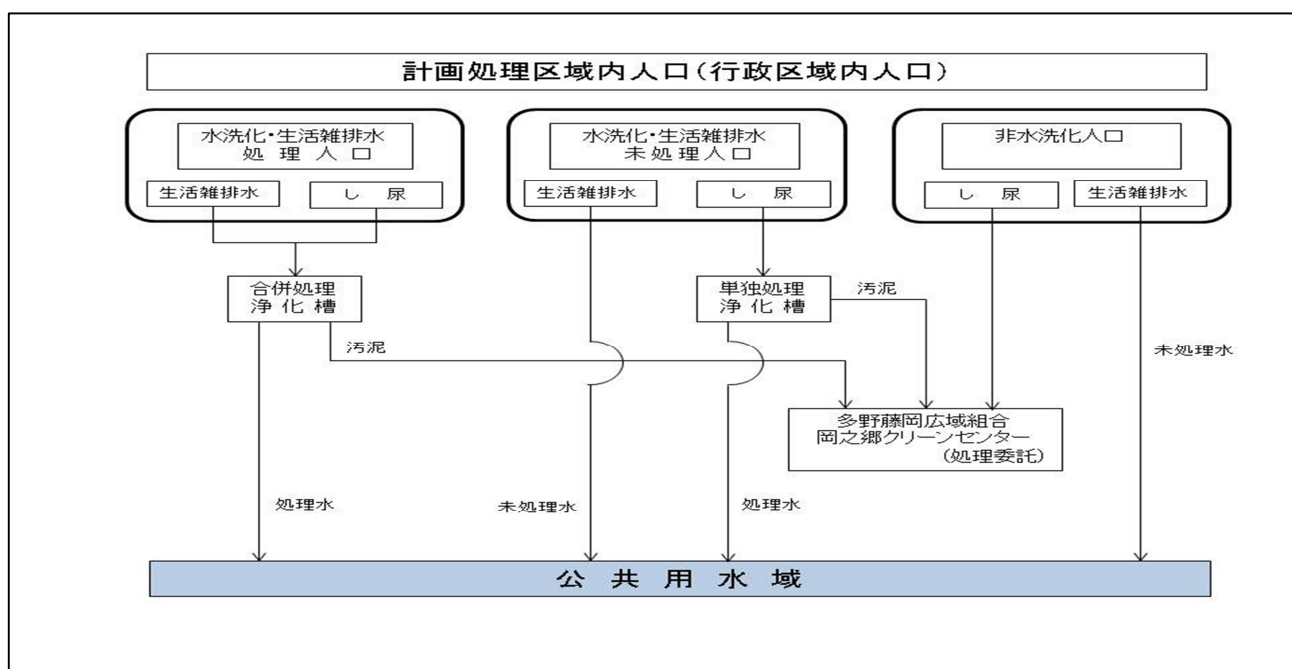 計画処理区域内人口(行政区域内人口)
水洗化・生活雑排水
処理人口
生活雑排水
し尿
水洗化・生活雑排水
未処理人口
生活雑排水
し尿
非水洗化人口
し尿
生活雑排水
合併処理
浄化槽
単独処理
浄化槽
汚泥
汚泥
未処理水
多野藤岡広域組合
岡之郷クリーンセンター
(処理委託)
処理水
未処理水
処理水
公共用水域